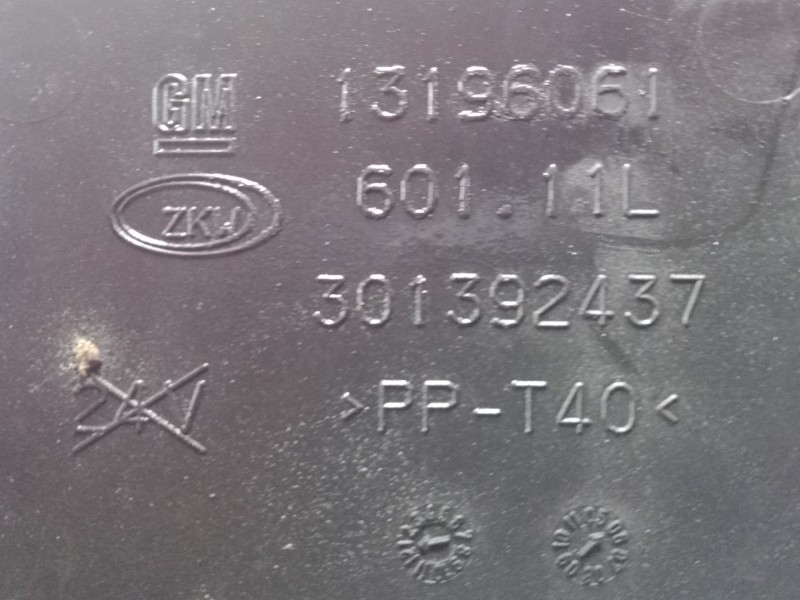 GM 13196061
ZKW 601.11L
301392437
24V >PP-T40<